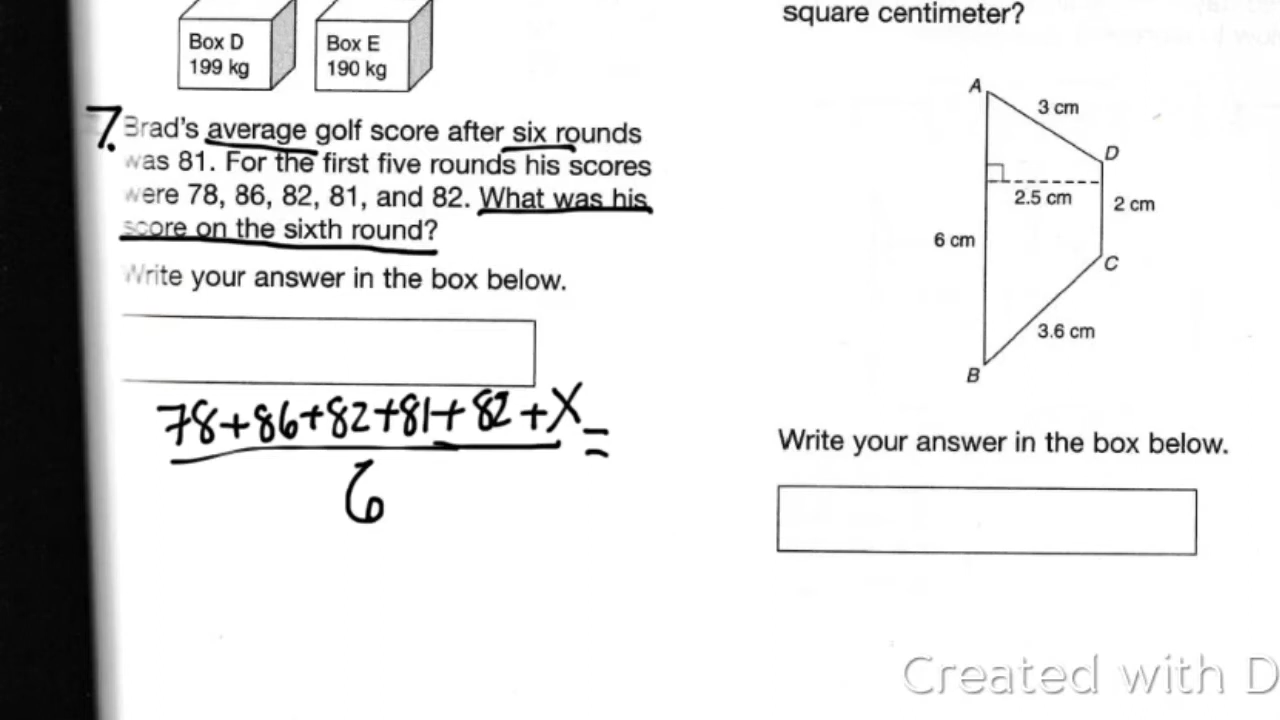 Box D
199 kg
Box E
190 kg
7. Brad's average golf score after six rounds
was 81. For the first five rounds his scores
were 78, 86, 82, 81, and 82. What was his
score on the sixth round?
Write your answer in the box below.
78+86+82+81+82+X =
6
square centimeter?
A
3 cm
D
2.5 cm
2 cm
6 cm
C
3.6 cm
B
Write your answer in the box below.
Created with D